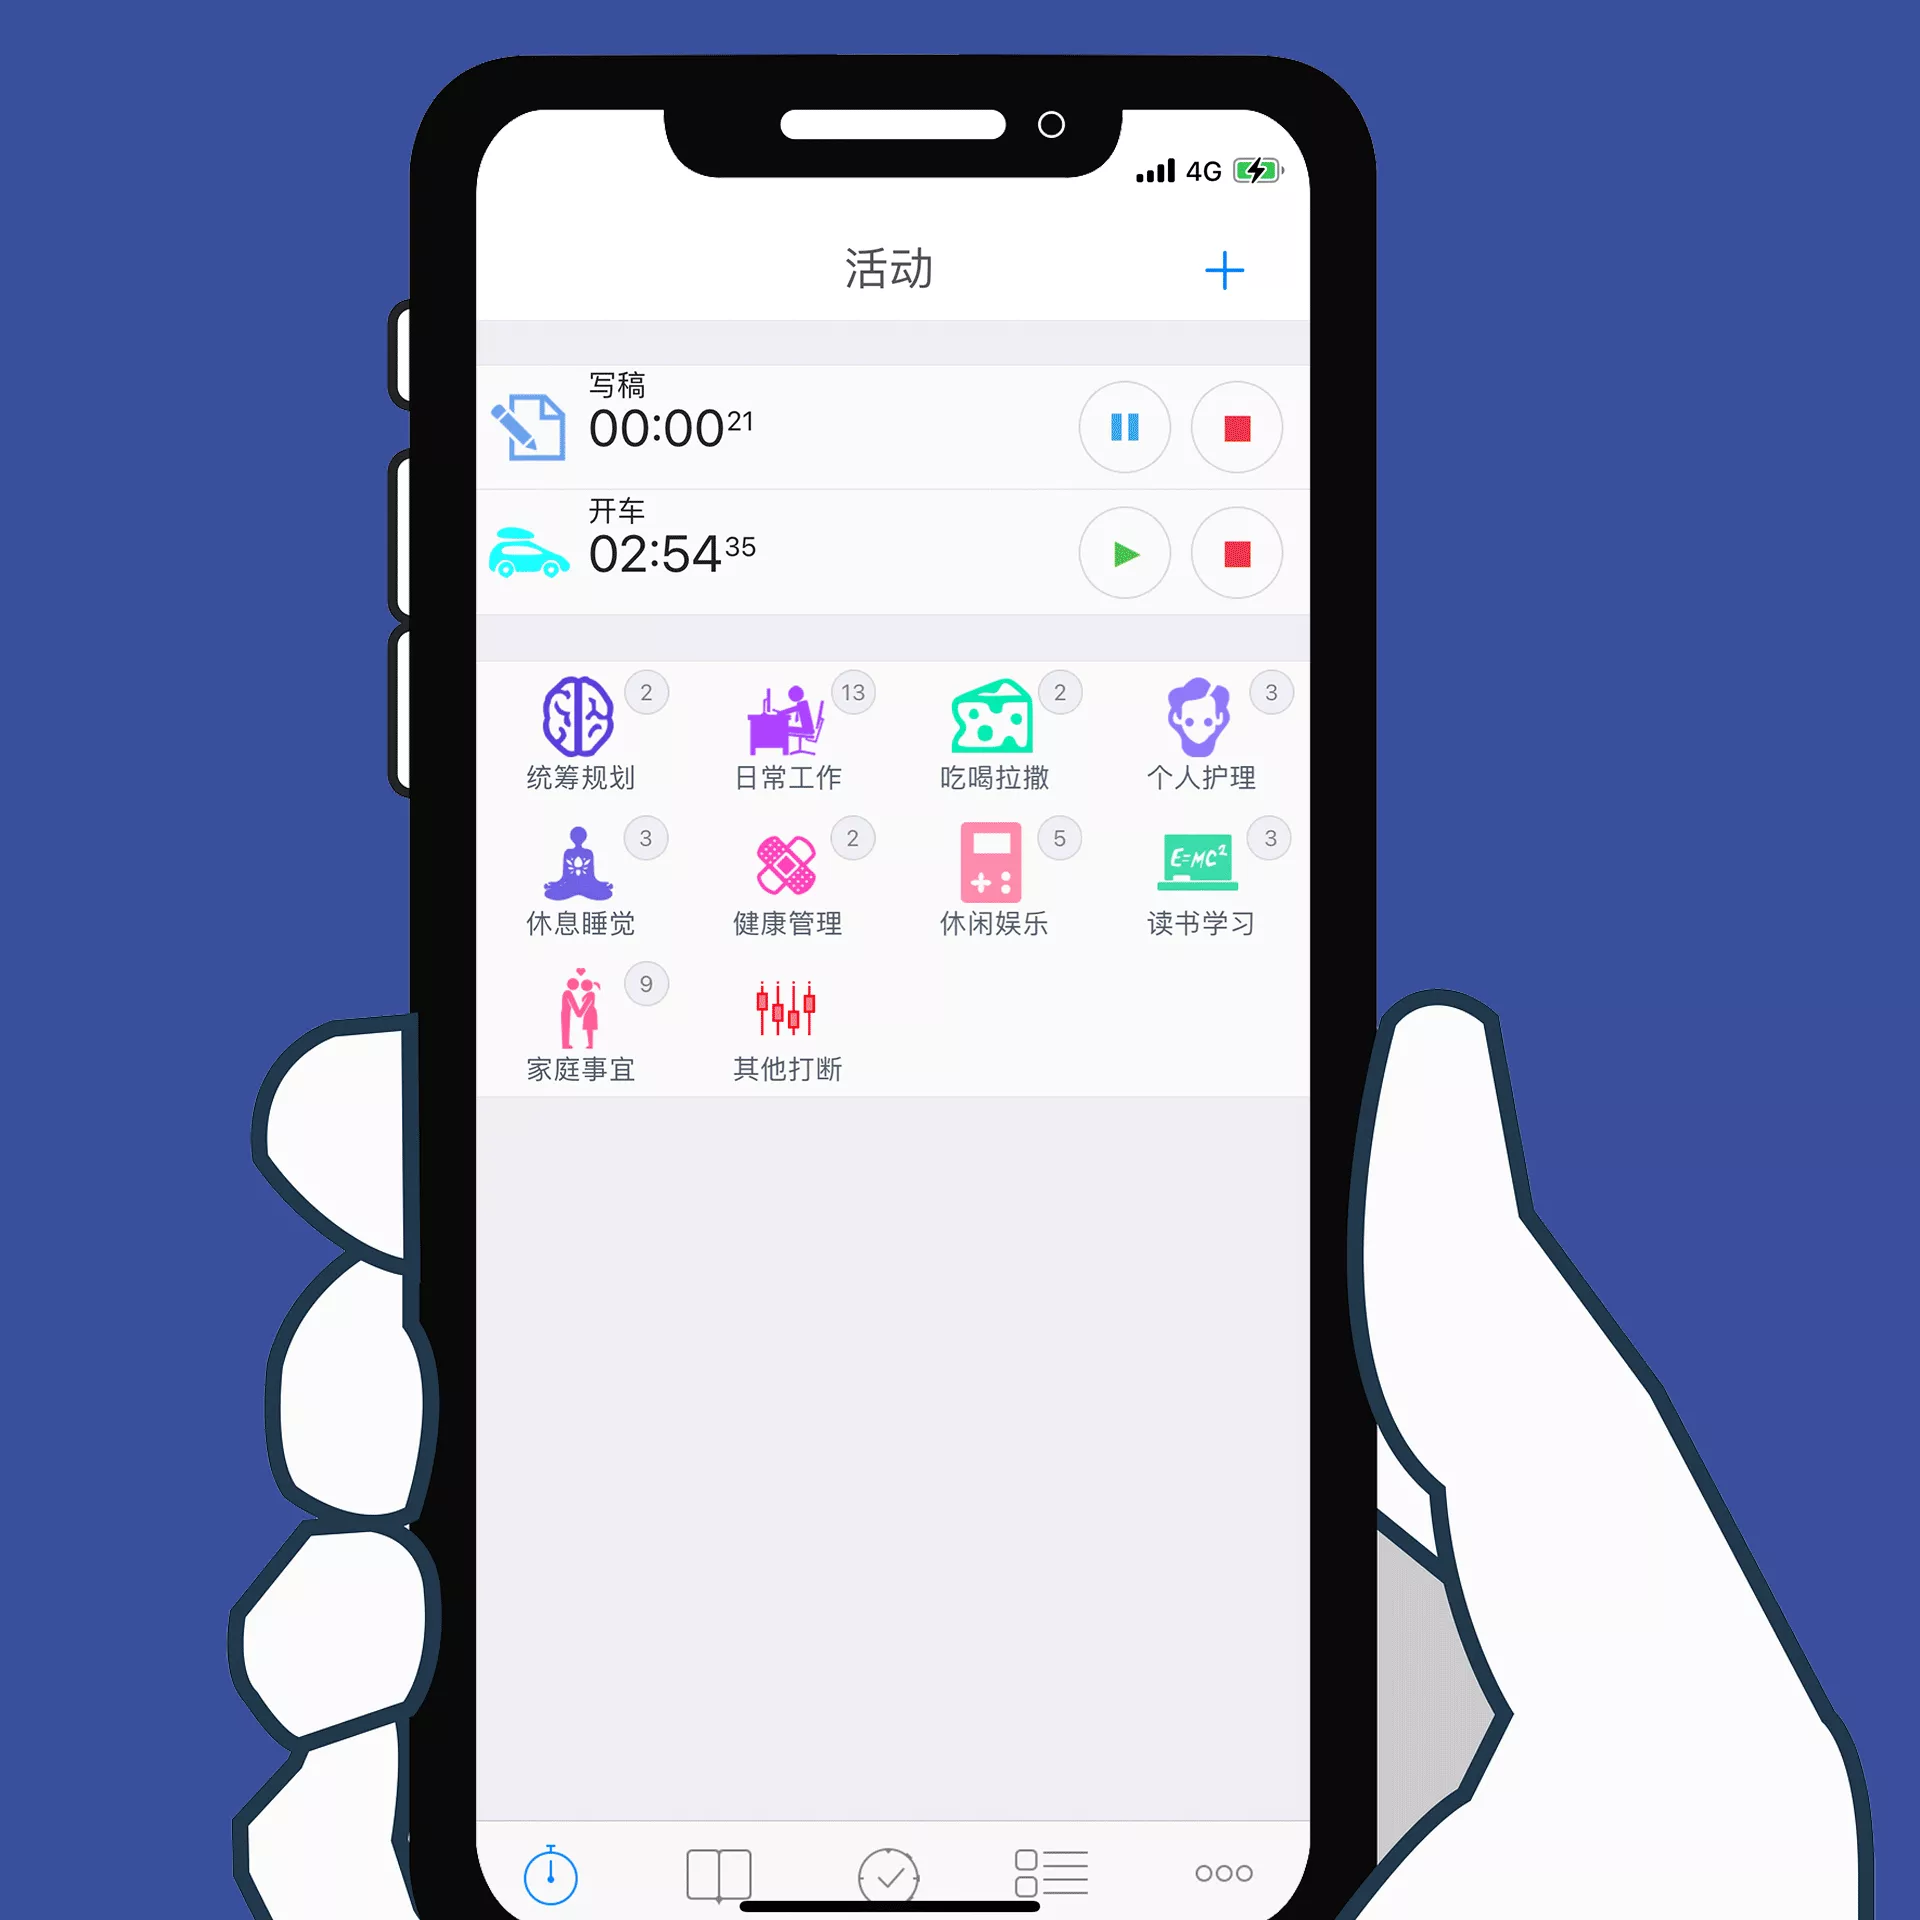 4G
活动
写稿
00:00 21
开车
02:54 35
2 13 2 3
统筹规划 日常工作 吃喝拉撒 个人护理
3 2 5 3
E=MC²
休息睡觉 健康管理 休闲娱乐 读书学习
9
家庭事宜 其他打断